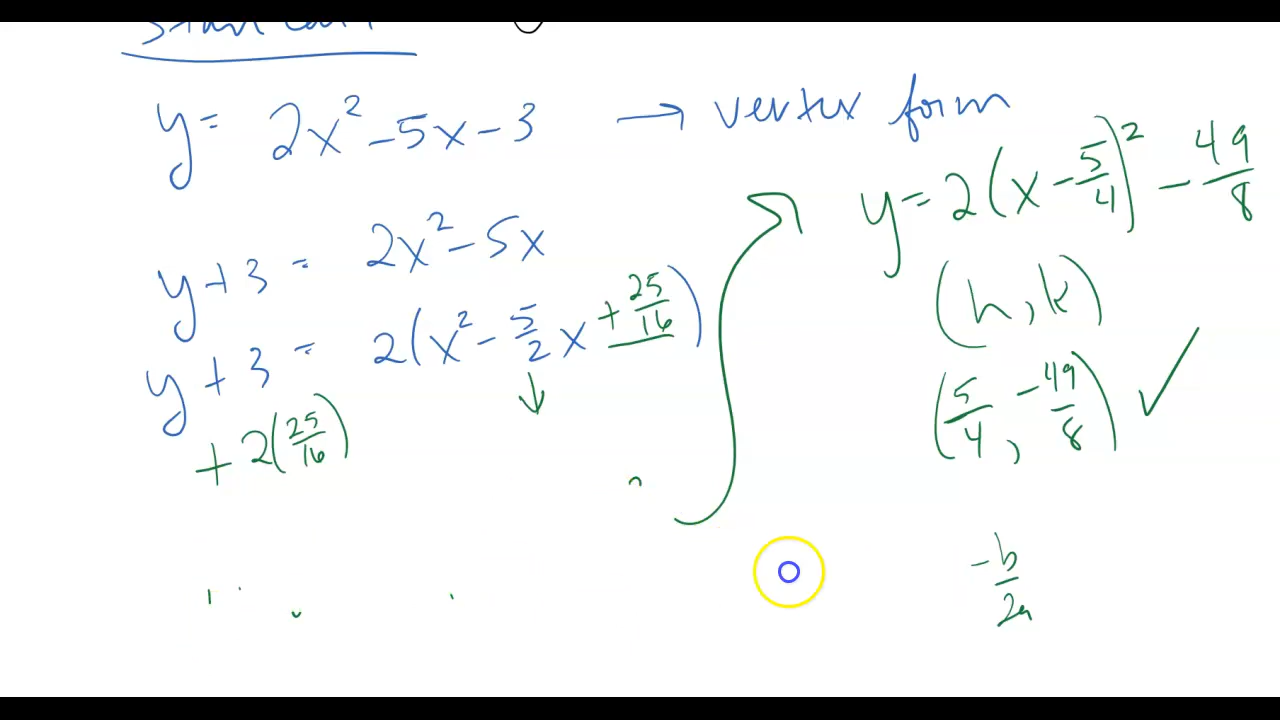 y = 2x² - 5x - 3 → vertex form
y + 3 = 2x² - 5x
y + 3 = 2(x² - 5/2 x + 25/16)
+ 2(25/16)
y = 2(x - 5/4)² - 49/8
(h, k)
(5/4, -49/8) ✓
-b/2a